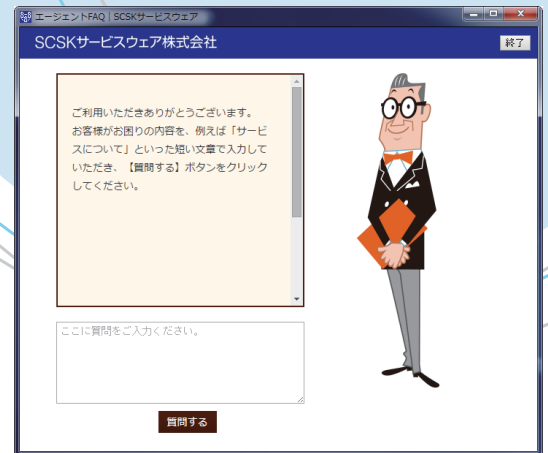 エージェントFAQ | SCSKサービスウェア
SCSKサービスウェア株式会社
終了
ご利用いただきありがとうございます。
お客様がお困りの内容を、例えば「サービ
スについて」といった短い文章で入力して
いただき、【質問する】ボタンをクリック
してください。
ここに質問をご入力ください。
質問する